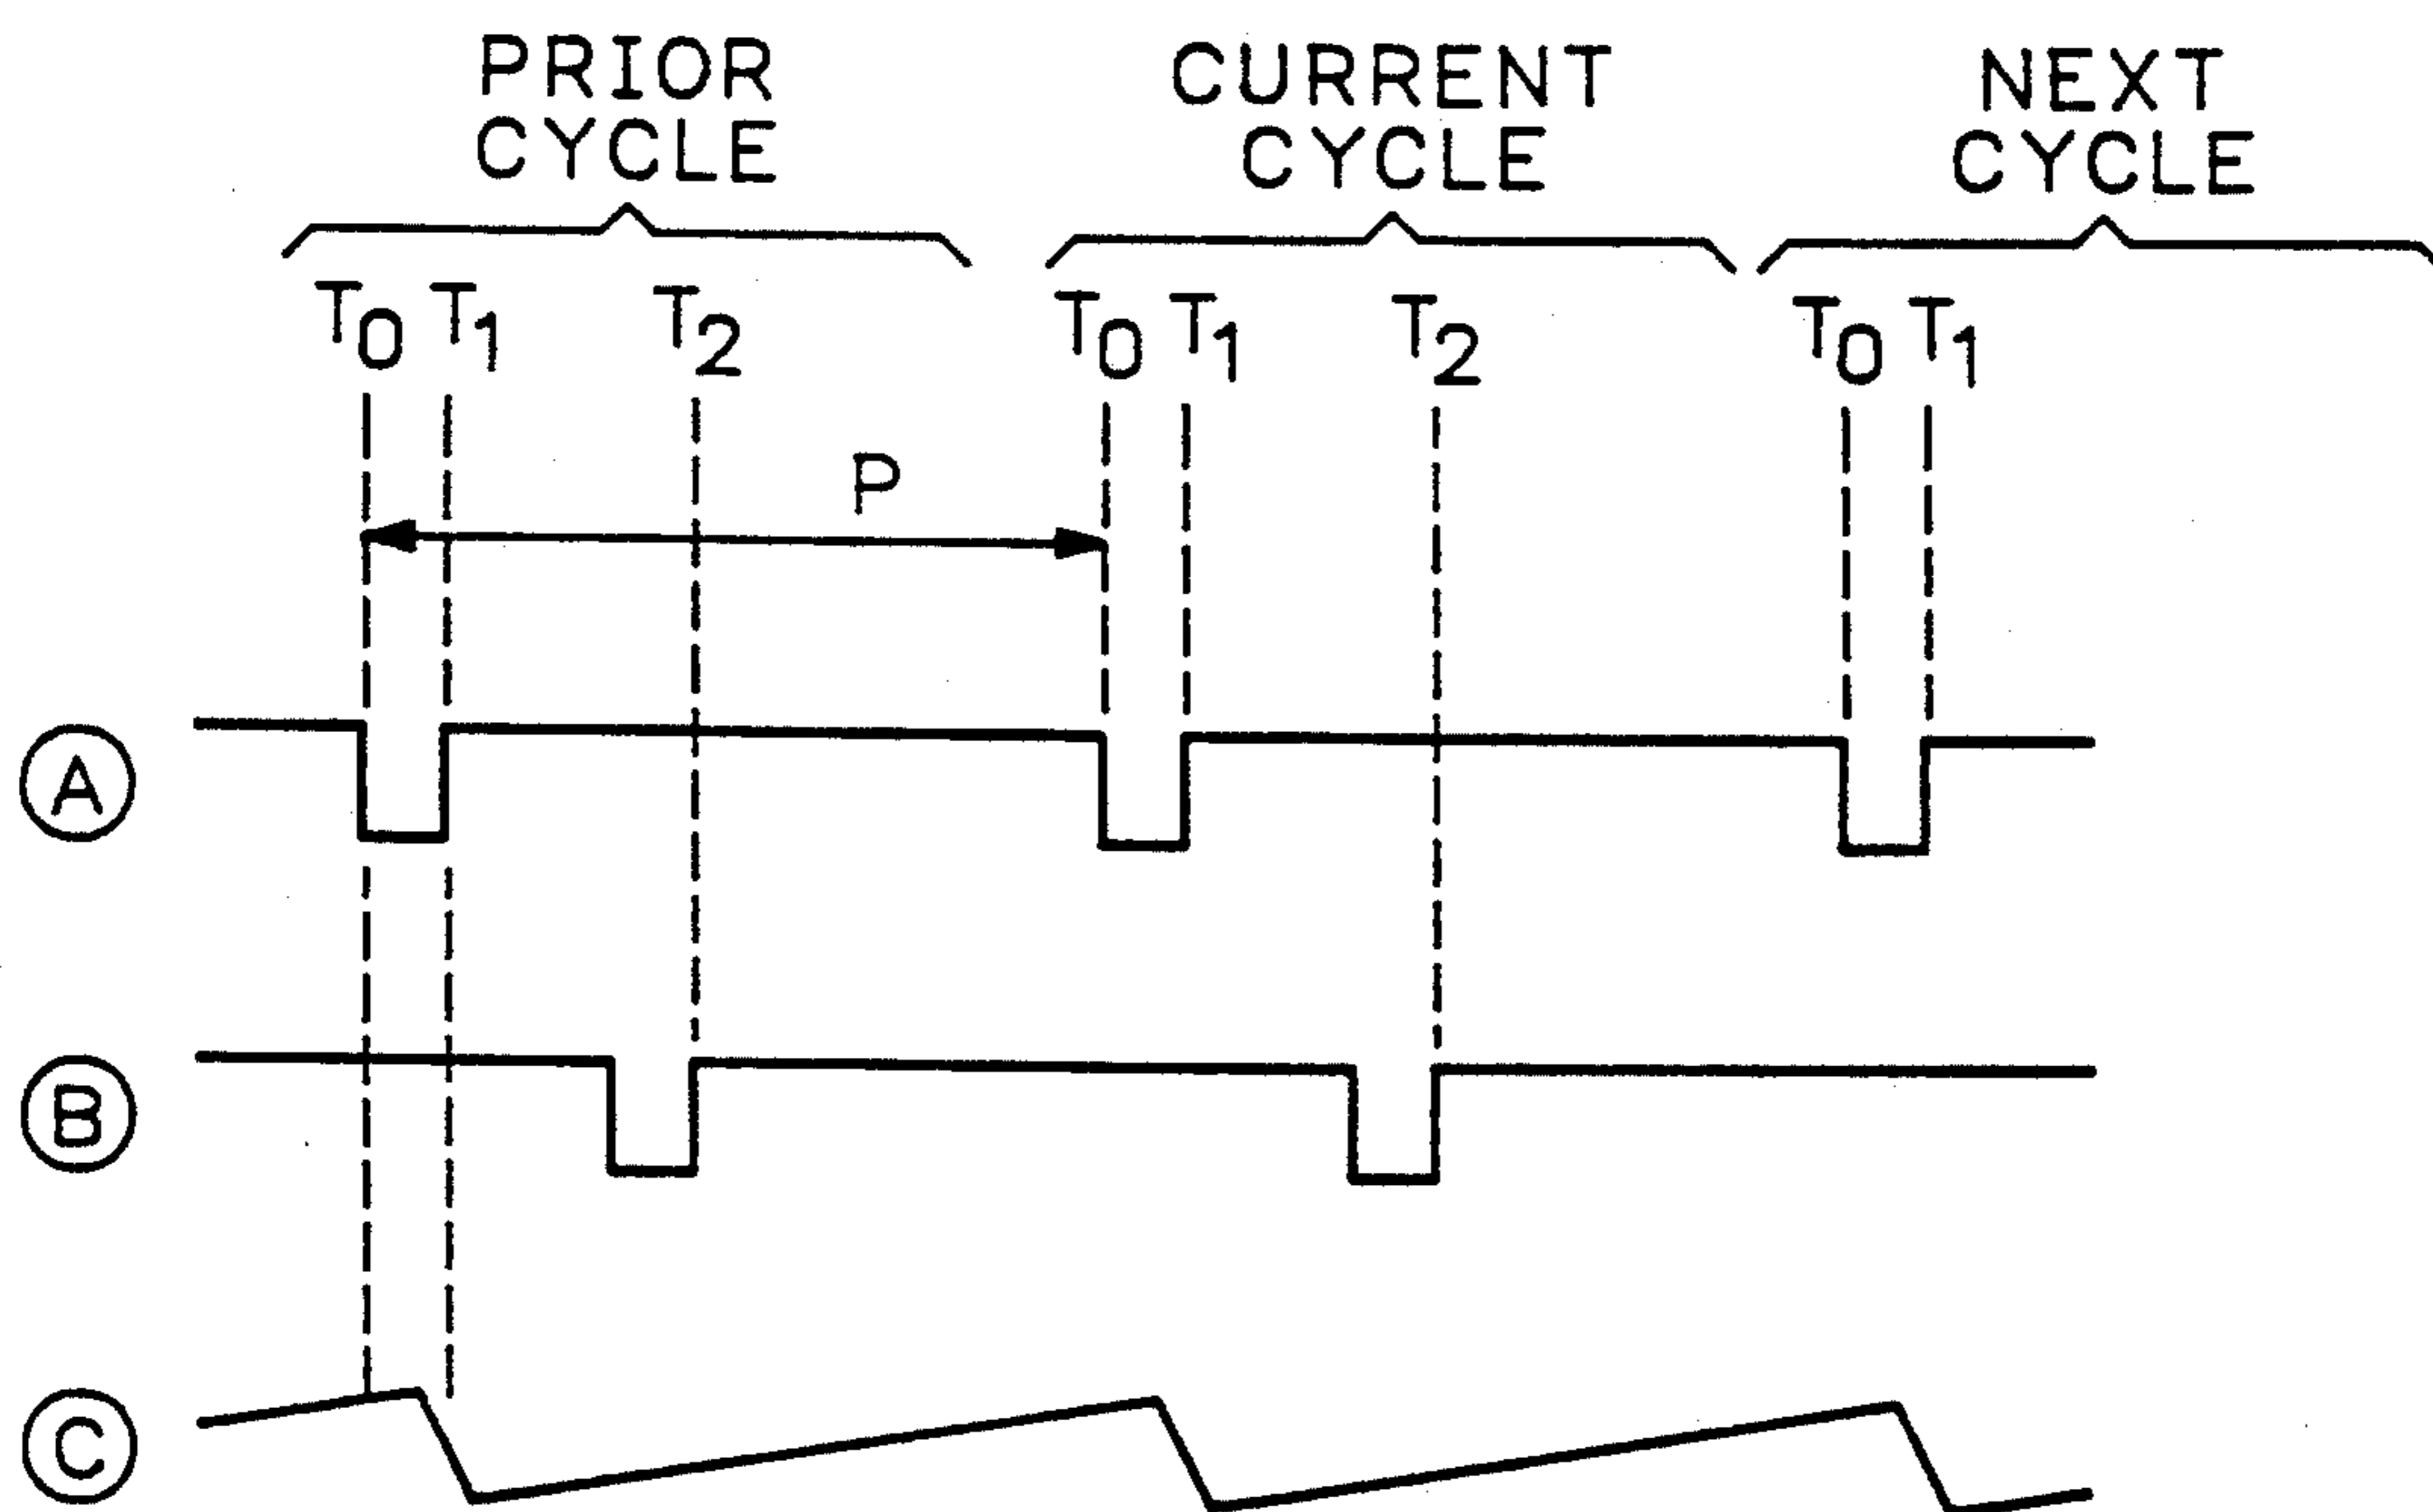 PRIOR
CYCLE
CURRENT
CYCLE
NEXT
CYCLE
T0 T1 T2 T0 T1 T2 T0 T1
P
A
B
C